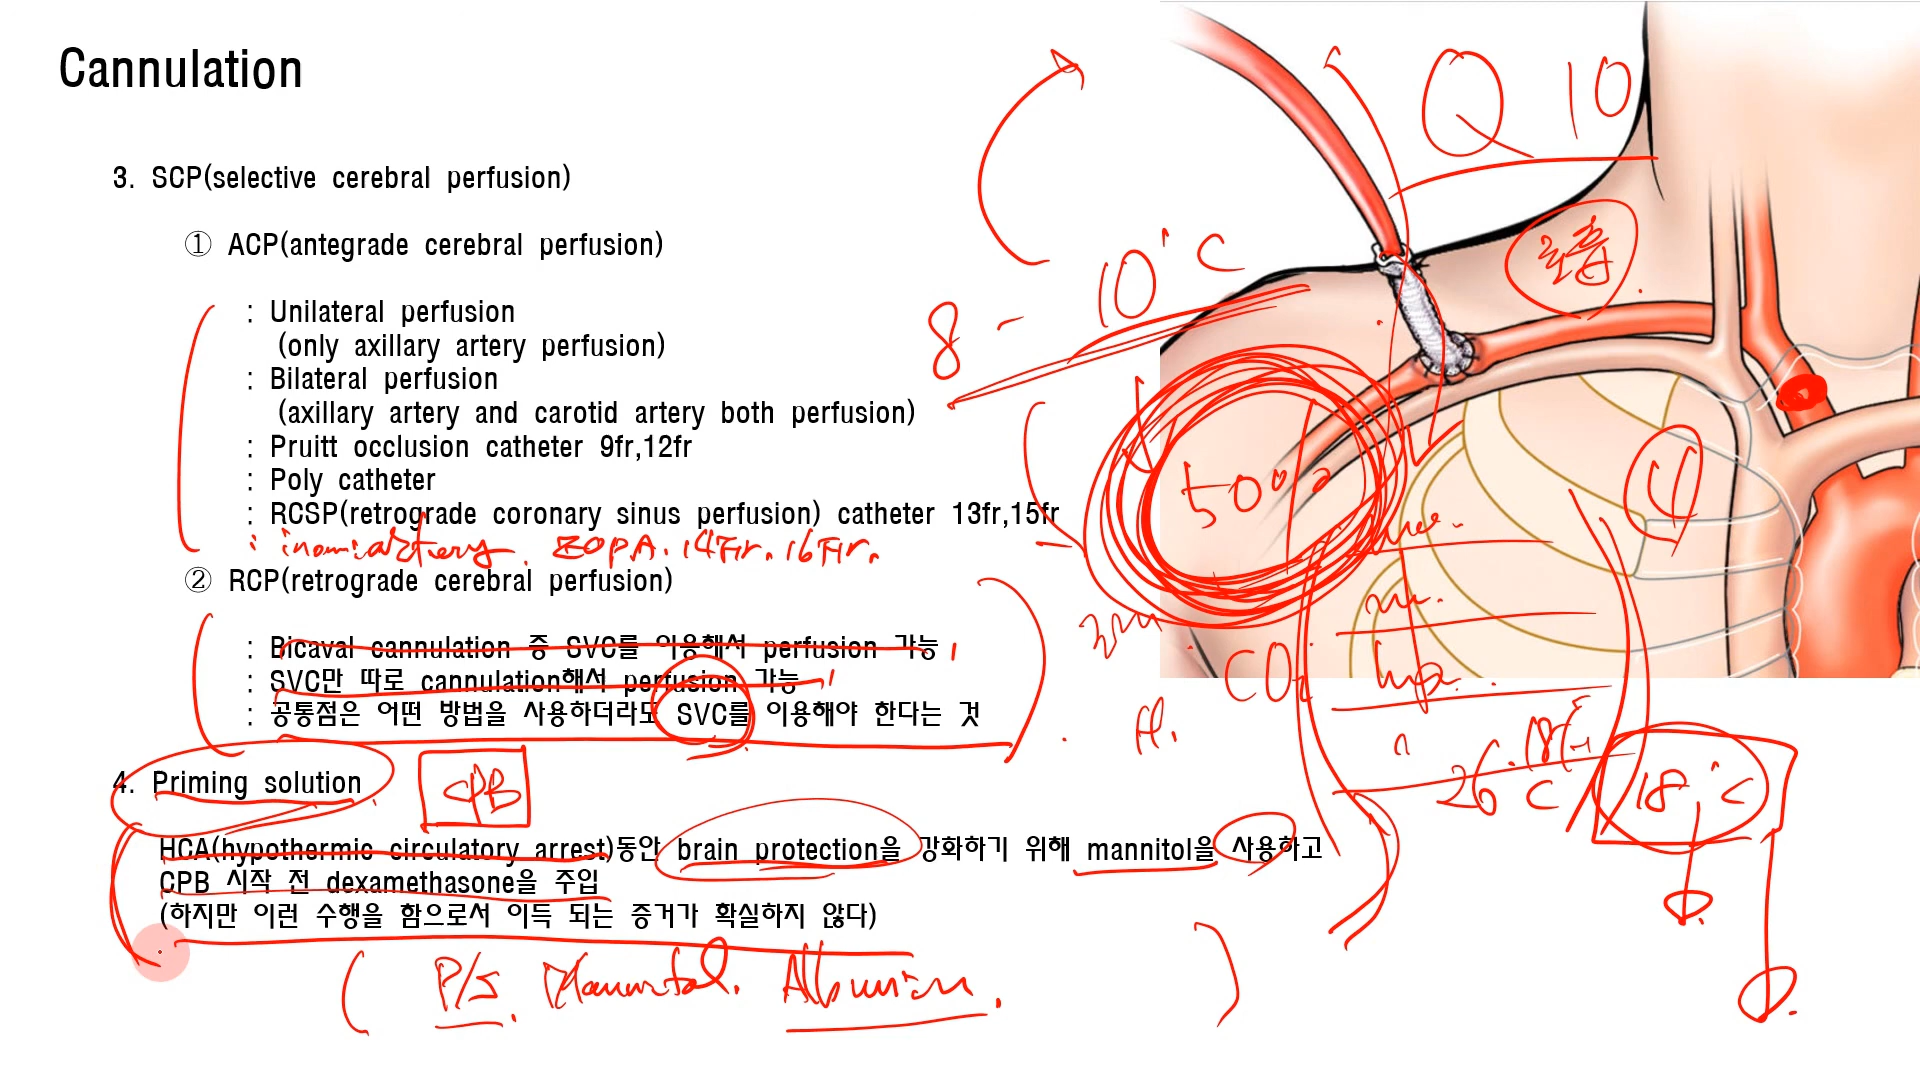 Cannulation
3. SCP(selective cerebral perfusion)
① ACP(antegrade cerebral perfusion)
: Unilateral perfusion
(only axillary artery perfusion)
: Bilateral perfusion
(axillary artery and carotid artery both perfusion)
: Pruitt occlusion catheter 9fr,12fr
: Poly catheter
: RCSP(retrograde coronary sinus perfusion) catheter 13fr,15fr
② RCP(retrograde cerebral perfusion)
: Bicaval cannulation 중 SVC를 이용해서 perfusion 가능
: SVC만 따로 cannulation해서 perfusion 가능
: 공통점은 어떤 방법을 사용하더라도 SVC를 이용해야 한다는 것
4. Priming solution
CPB
HCA(hypothermic circulatory arrest)동안 brain protection을 강화하기 위해 mannitol을 사용하고
CPB 시작 전 dexamethasone을 주입
(하지만 이런 수행을 함으로서 이득 되는 증거가 확실하지 않다)
P/S. Albumin.
Q 10
8 - 10°C
50%
CO2
26°C
18°C